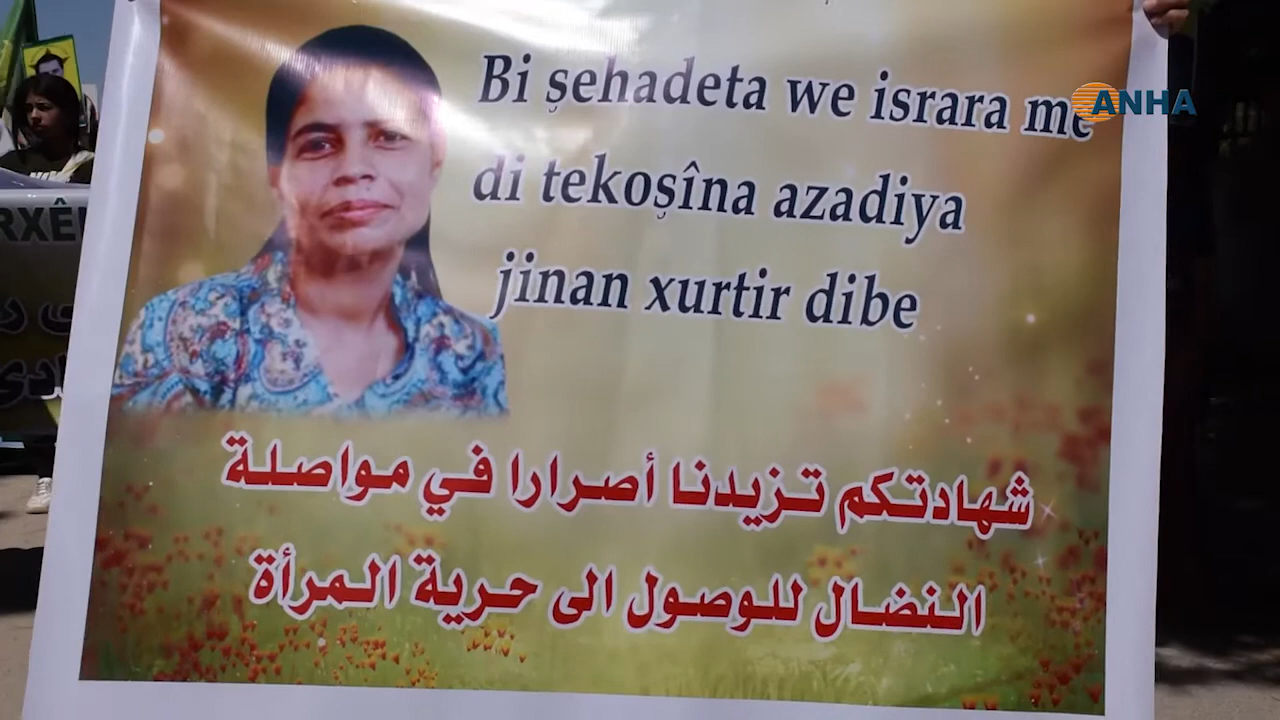 Bi şehadeta we israra me
ANHA
di tekoşîna azadiya
jinan xurtir dibe
شهادتكم تزيدنا أصرارا في مواصلة
النضال للوصول الى حرية المرأة
RXÊ